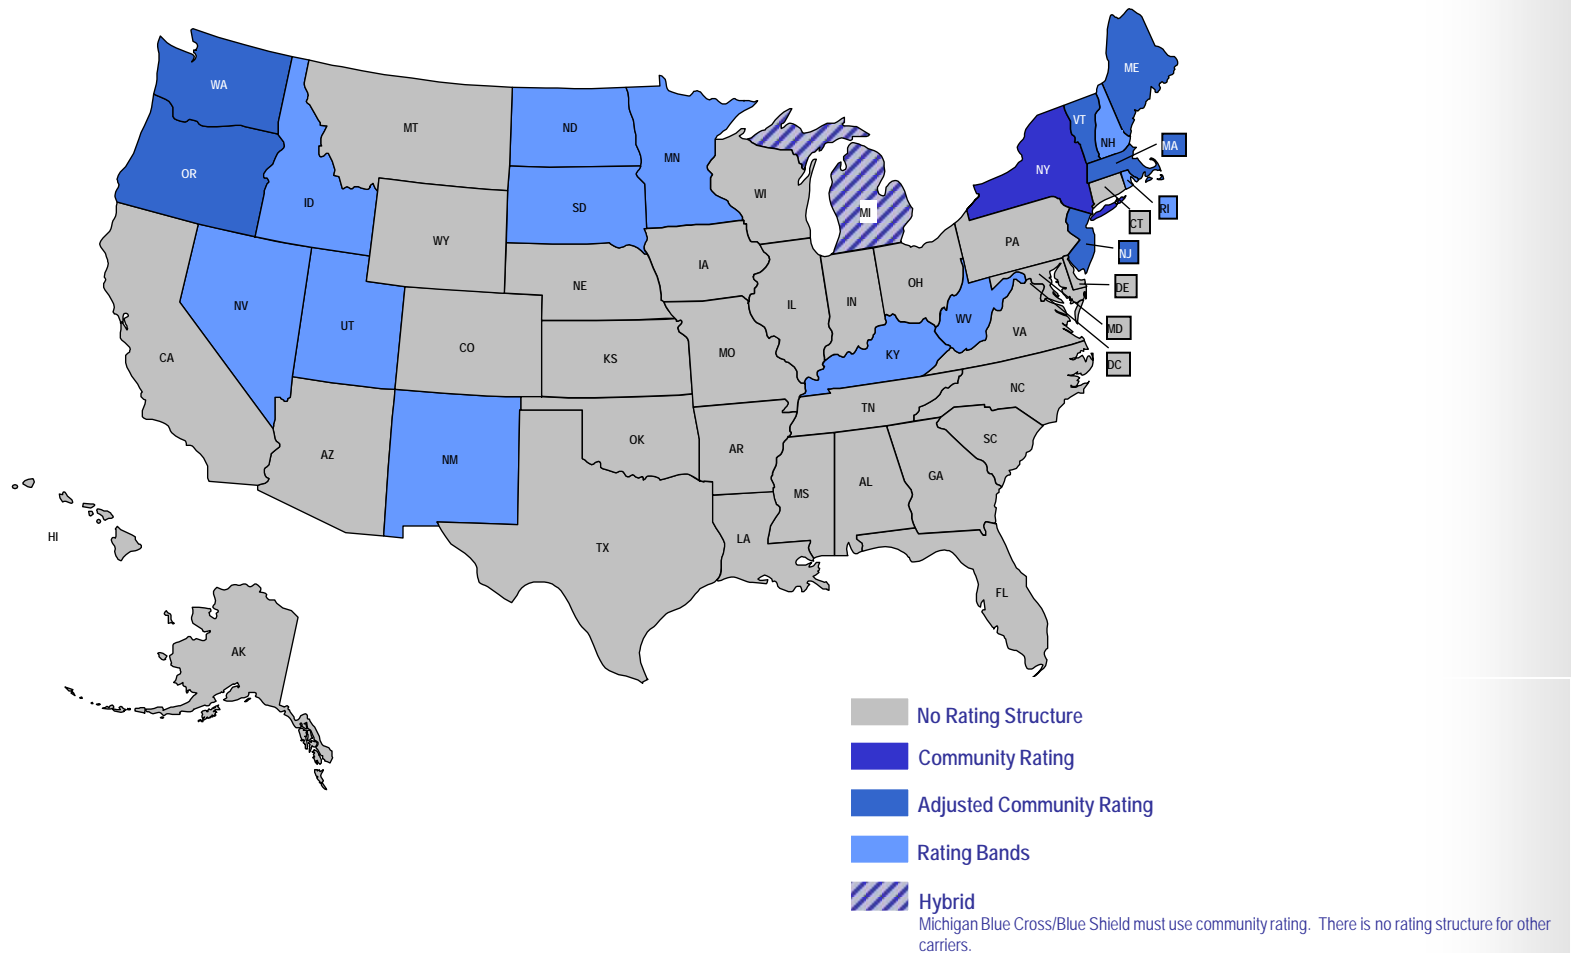 ME
WA
VT
MT
ND
NH
MA
MN
NY
OR
WI
ID
SD
MI
RI
CT
WY
PA
NJ
IA
NE
OH
DE
NV
IL
IN
WV
UT
MD
VA
CO
MO
KY
CA
KS
DC
NC
TN
OK
SC
AR
AZ
NM
GA
AL
MS
HI
LA
TX
FL
AK
No Rating Structure
Community Rating
Adjusted Community Rating
Rating Bands
Hybrid
Michigan Blue Cross/Blue Shield must use community rating. There is no rating structure for other
carriers.